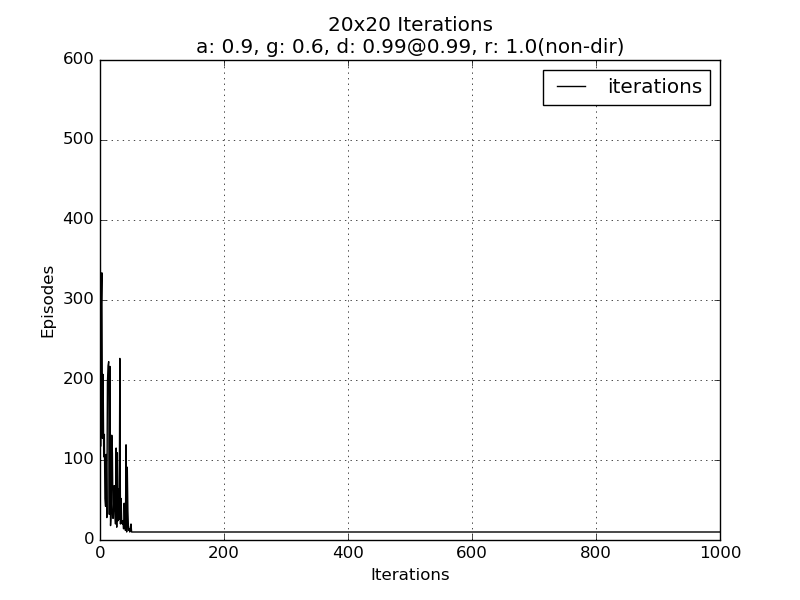 20x20 Iterations
a: 0.9, g: 0.6, d: 0.99@0.99, r: 1.0(non-dir)
600
iterations
500
400
300
Episodes
200
100
0
0 200 400 600 800 1000
Iterations